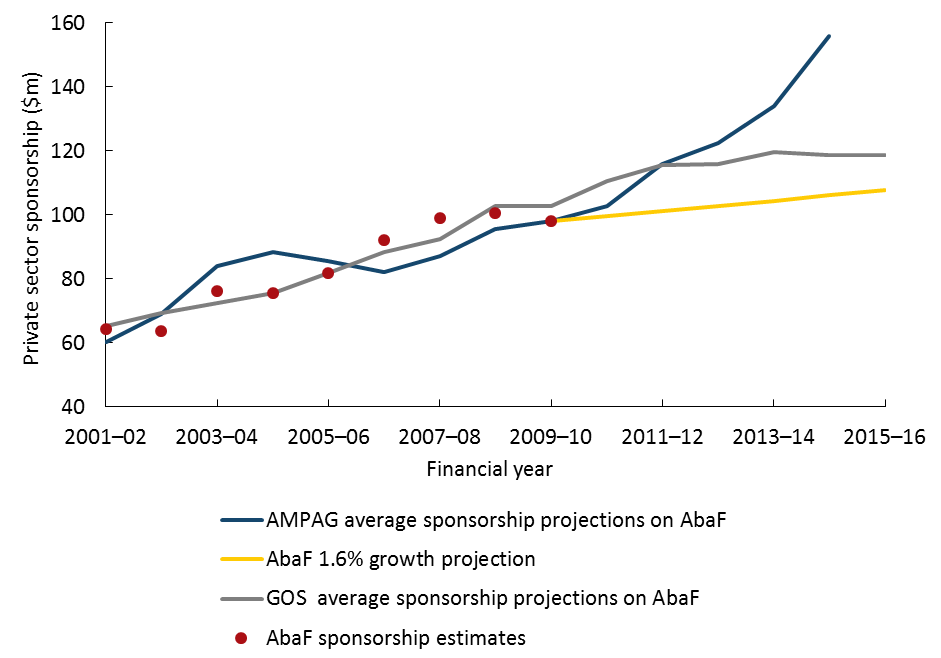 160
140
120
100
80
60
40
Private sector sponsorship ($m)
2001–02 2003–04 2005–06 2007–08 2009–10 2011–12 2013–14 2015–16
Financial year
AMPAG average sponsorship projections on AbaF
AbaF 1.6% growth projection
GOS average sponsorship projections on AbaF
AbaF sponsorship estimates